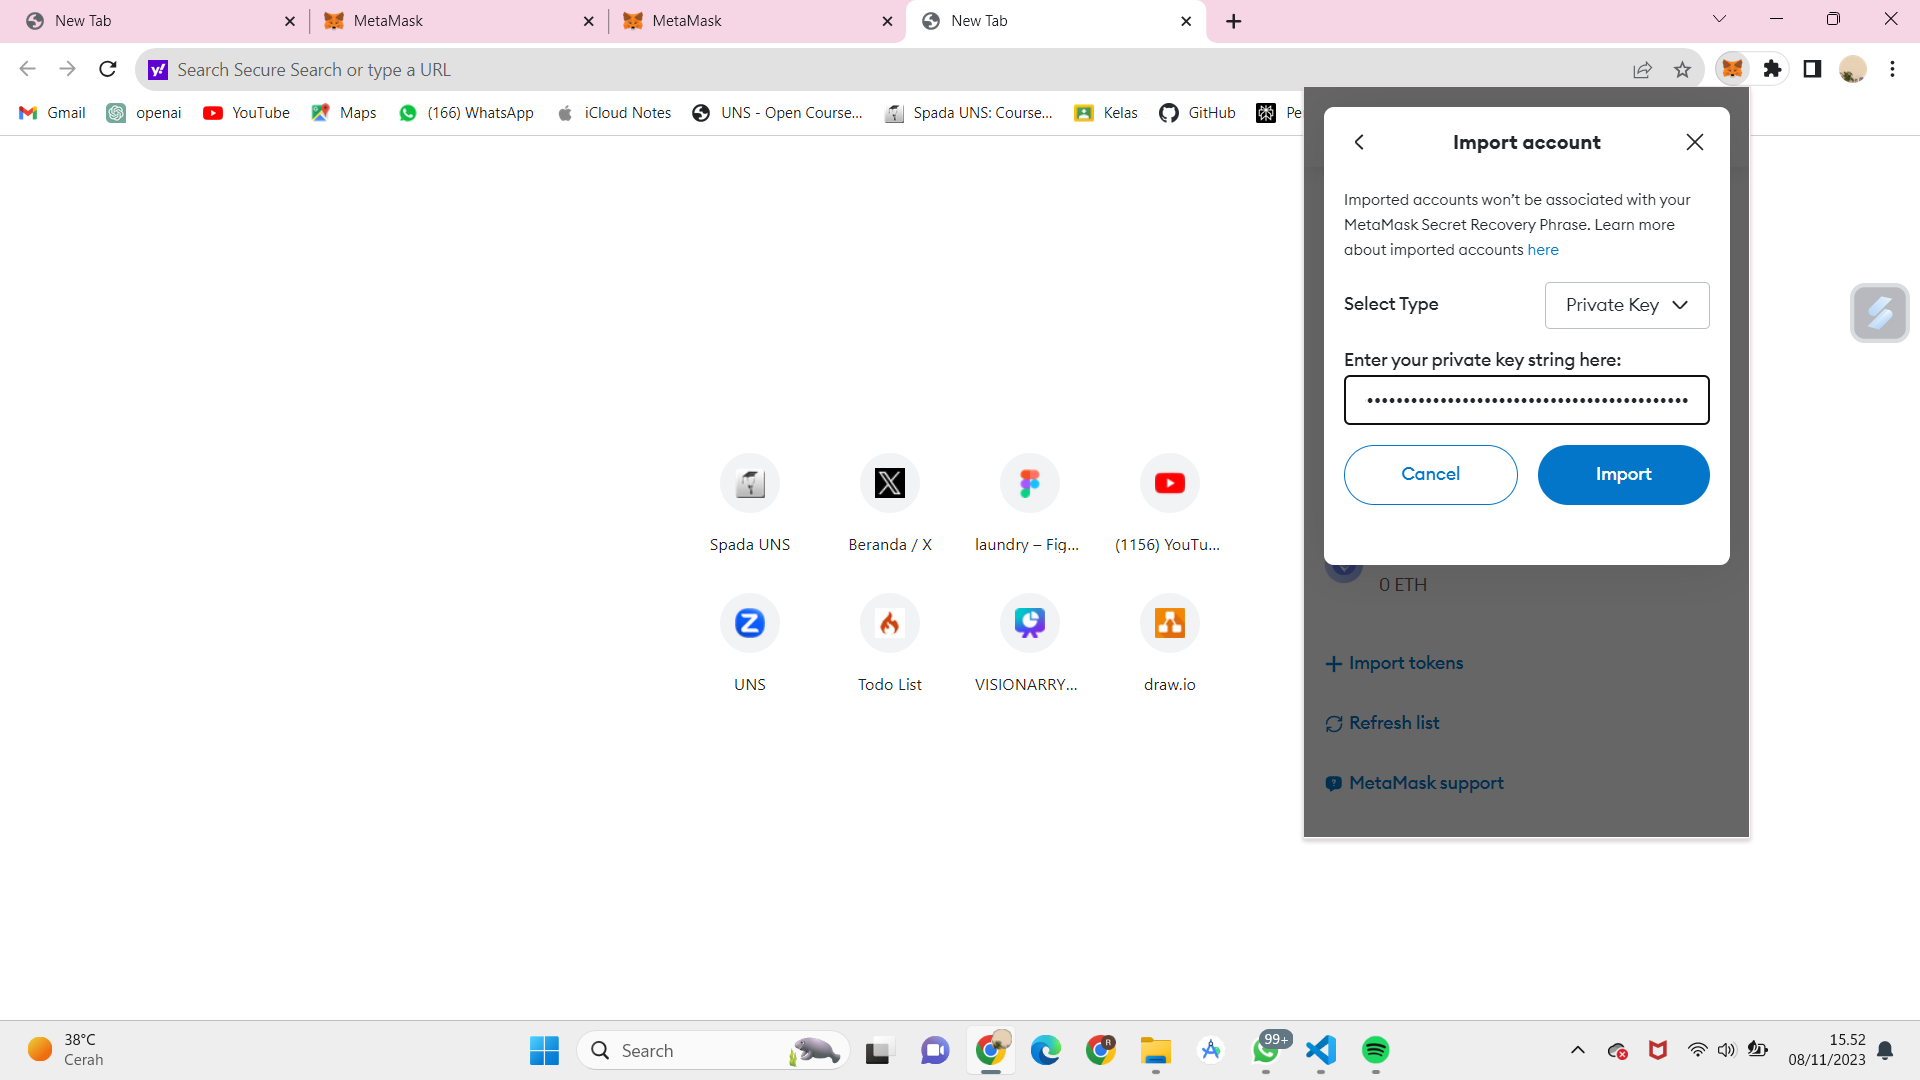 New Tab
MetaMask
MetaMask
New Tab
Search Secure Search or type a URL
Gmail
openai
YouTube
Maps
(166) WhatsApp
iCloud Notes
UNS - Open Course...
Spada UNS: Course...
Kelas
GitHub
Pe
Import account
Imported accounts won't be associated with your
MetaMask Secret Recovery Phrase. Learn more
about imported accounts here
Select Type
Private Key
Enter your private key string here:
••••••••••••••••••••••••••••••••••••••••••••
Cancel
Import
0 ETH
Import tokens
Refresh list
MetaMask support
Spada UNS
Beranda / X
laundry – Fig...
(1156) YouTu...
UNS
Todo List
VISIONARRY...
draw.io
38°C
Cerah
Search
99+
15.52
08/11/2023